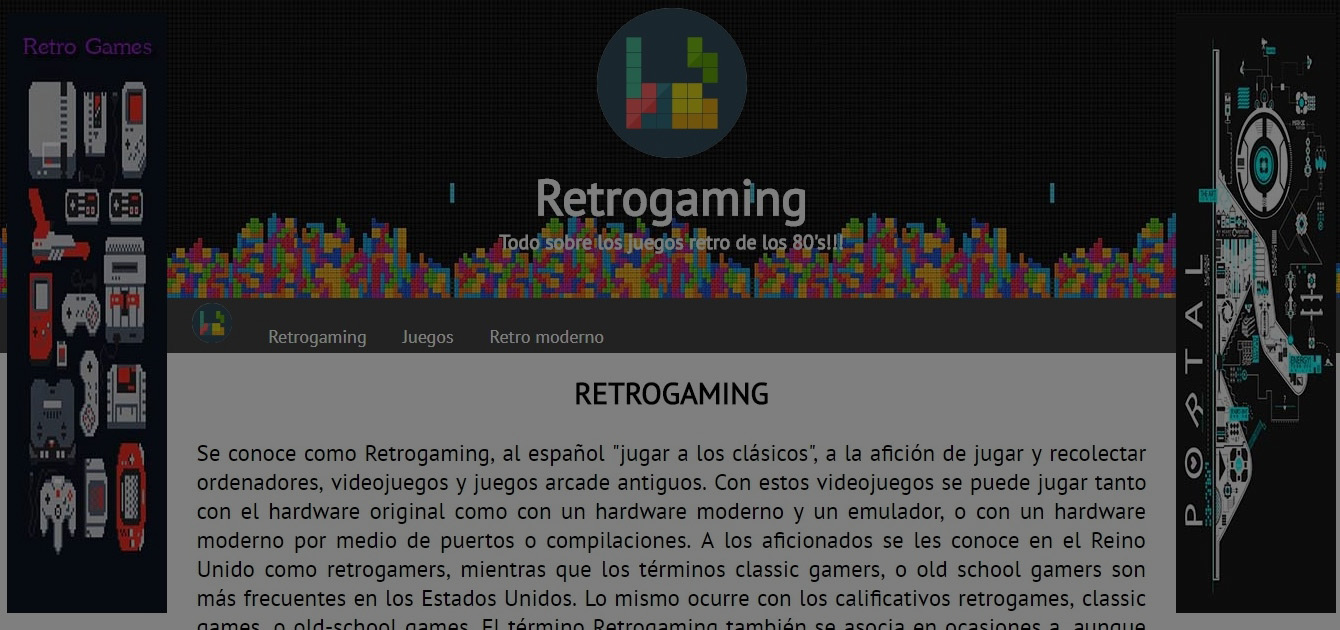 Retro Games
Retrogaming
Todo sobre los juegos retro de los 80's!!!
Retrogaming Juegos Retro moderno
RETROGAMING
Se conoce como Retrogaming, al español "jugar a los clásicos", a la afición de jugar y recolectar
ordenadores, videojuegos y juegos arcade antiguos. Con estos videojuegos se puede jugar tanto
con el hardware original como con un hardware moderno y un emulador, o con un hardware
moderno por medio de puertos o compilaciones. A los aficionados se les conoce en el Reino
Unido como retrogamers, mientras que los términos classic gamers, o old school gamers son
más frecuentes en los Estados Unidos. Lo mismo ocurre con los calificativos retrogames, classic
games, o old-school games. El término Retrogaming también se asocia en ocasiones a, aunque
PORTAL